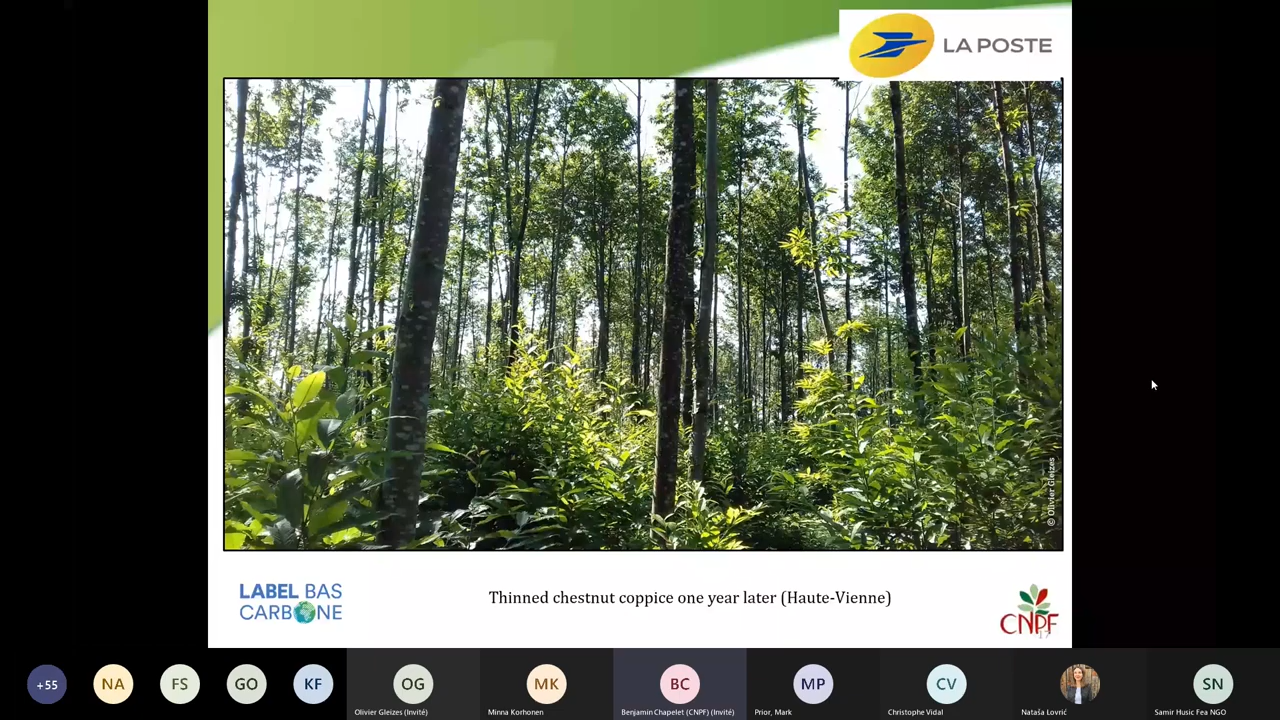 LA POSTE
© Olivier Gleizes
LABEL BAS
CARBONE
Thinned chestnut coppice one year later (Haute-Vienne)
CNPF
17
+55
NA
FS
GO
KF
OG
Olivier Gleizes (Invité)
MK
Minna Korhonen
BC
Benjamin Chapelet (CNPF) (Invité)
MP
Prior, Mark
CV
Christophe Vidal
Nataša Lovrić
SN
Samir Husic Fea NGO